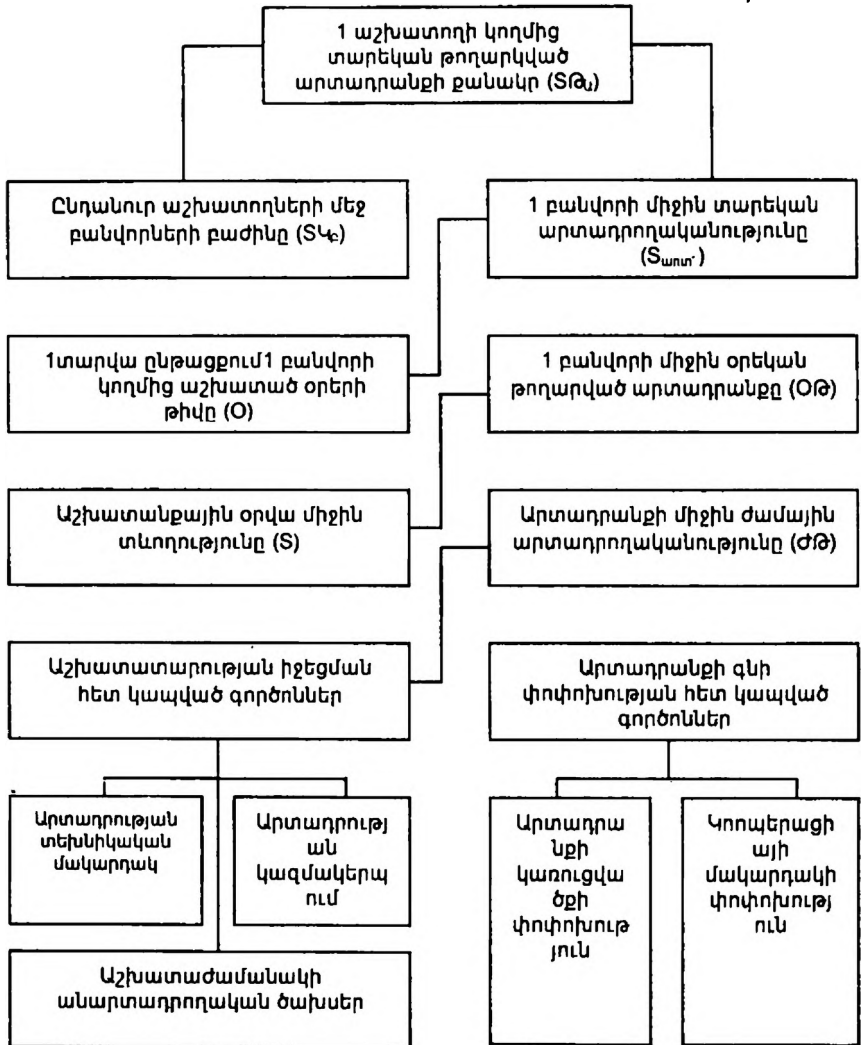 1 աշխատողի կողմից
տարեկան թողարկված
արտադրանքի քանակը (ՏԹա)
Ընդանուր աշխատողների մեջ
բանվորների բաժինը (ՏԿբ)
1 բանվորի միջին տարեկան
արտադրողականությունը
(Տարտ.)
1տարվա ընթացքում1 բանվորի
կողմից աշխատած օրերի
թիվը (Օ)
1 բանվորի միջին օրեկան
թողարված արտադրանքը (ՕԹ)
Աշխատանքային օրվա միջին
տևողությունը (Տ)
Արտադրանքի միջին ժամային
արտադրողականությունը (ԺԹ)
Աշխատատարության իջեցման
հետ կապված գործոններ
Արտադրանքի գնի
փոփոխության հետ կապված
գործոններ
Արտադրության
տեխնիկական
մակարդակ
Արտադրությ
ան
կազմակերպ
ում
Արտադրա
նքի
կառուցվա
ծքի
փոփոխութ
յուն
Կոոպերացի
այի
մակարդակի
փոփոխությ
ուն
Աշխատաժամանակի
անարտադրողական ծախսեր